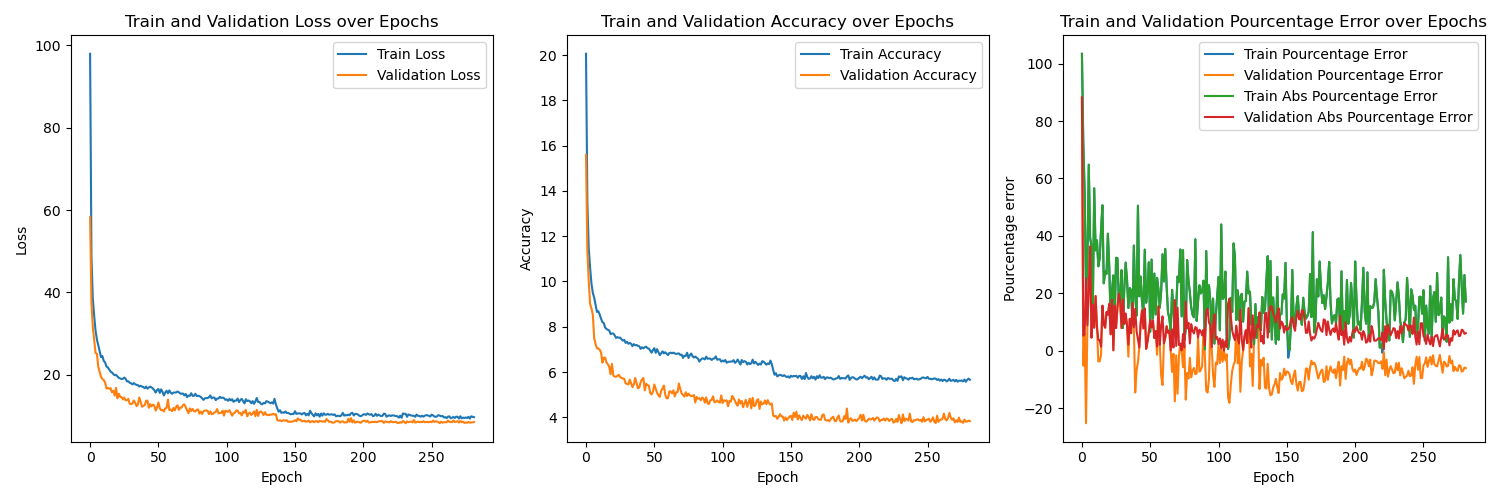 Train and Validation Loss over Epochs
100
80
60
40
20
Loss
0
50
100
150
200
250
Epoch
Train Loss
Validation Loss
Train and Validation Accuracy over Epochs
20
18
16
14
12
10
8
6
4
Accuracy
0
50
100
150
200
250
Epoch
Train Accuracy
Validation Accuracy
Train and Validation Pourcentage Error over Epochs
100
80
60
40
20
0
−20
Pourcentage error
0
50
100
150
200
250
Epoch
Train Pourcentage Error
Validation Pourcentage Error
Train Abs Pourcentage Error
Validation Abs Pourcentage Error